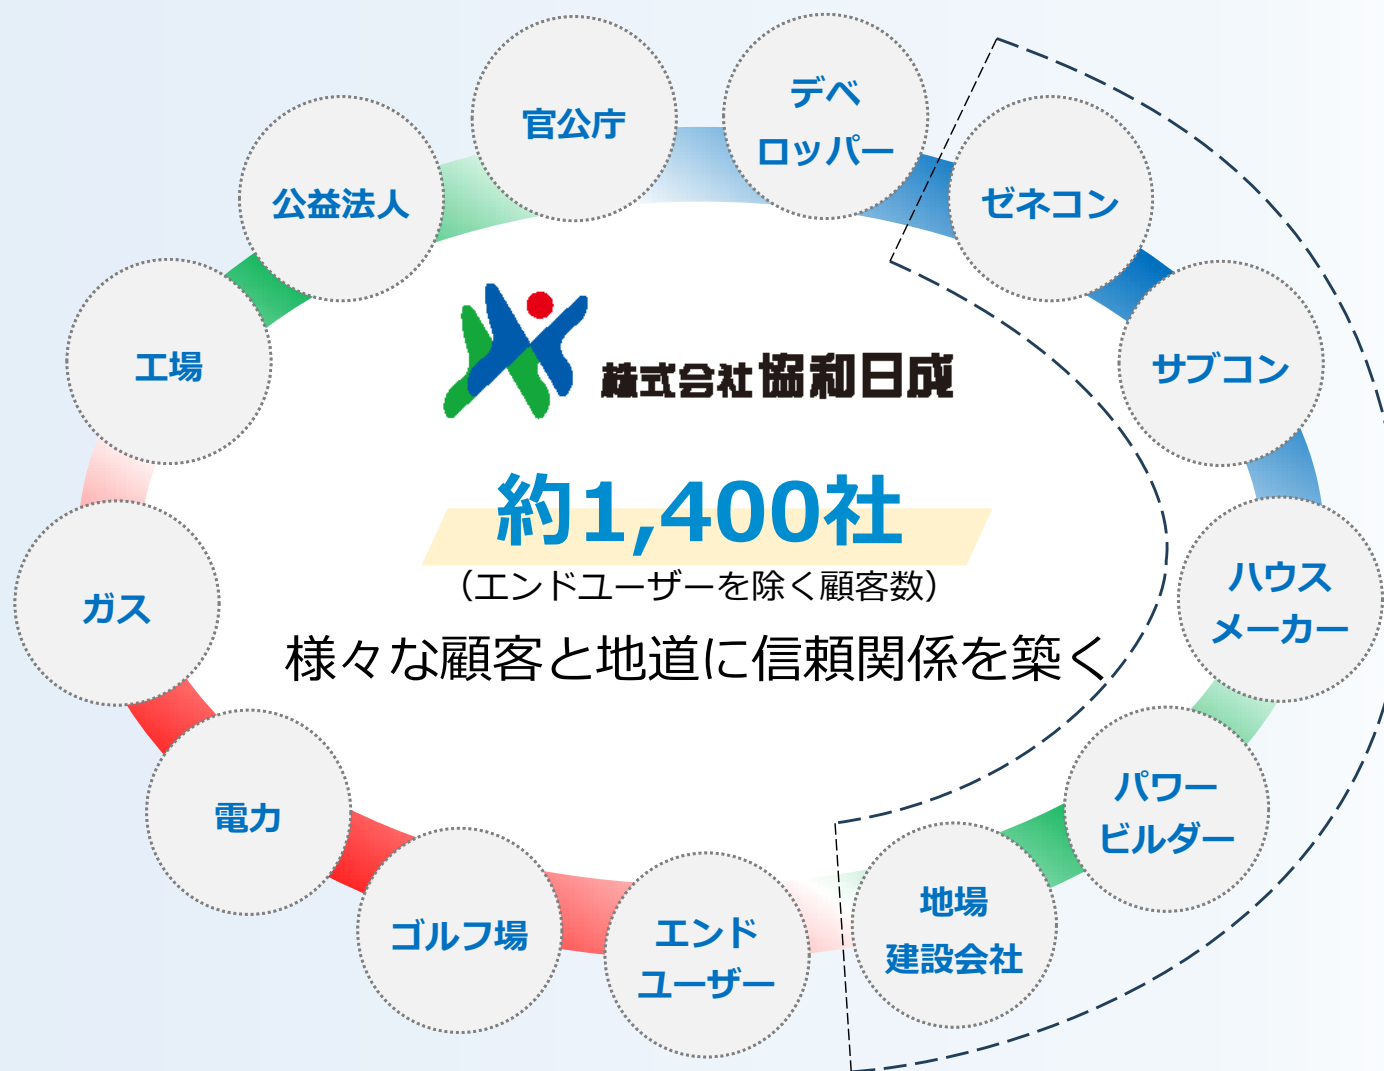 官公庁
デベ
ロッパー
公益法人
ゼネコン
工場
サブコン
株式会社協和日成
約1,400社
（エンドユーザーを除く顧客数）
様々な顧客と地道に信頼関係を築く
ガス
ハウス
メーカー
電力
パワー
ビルダー
ゴルフ場
エンド
ユーザー
地場
建設会社